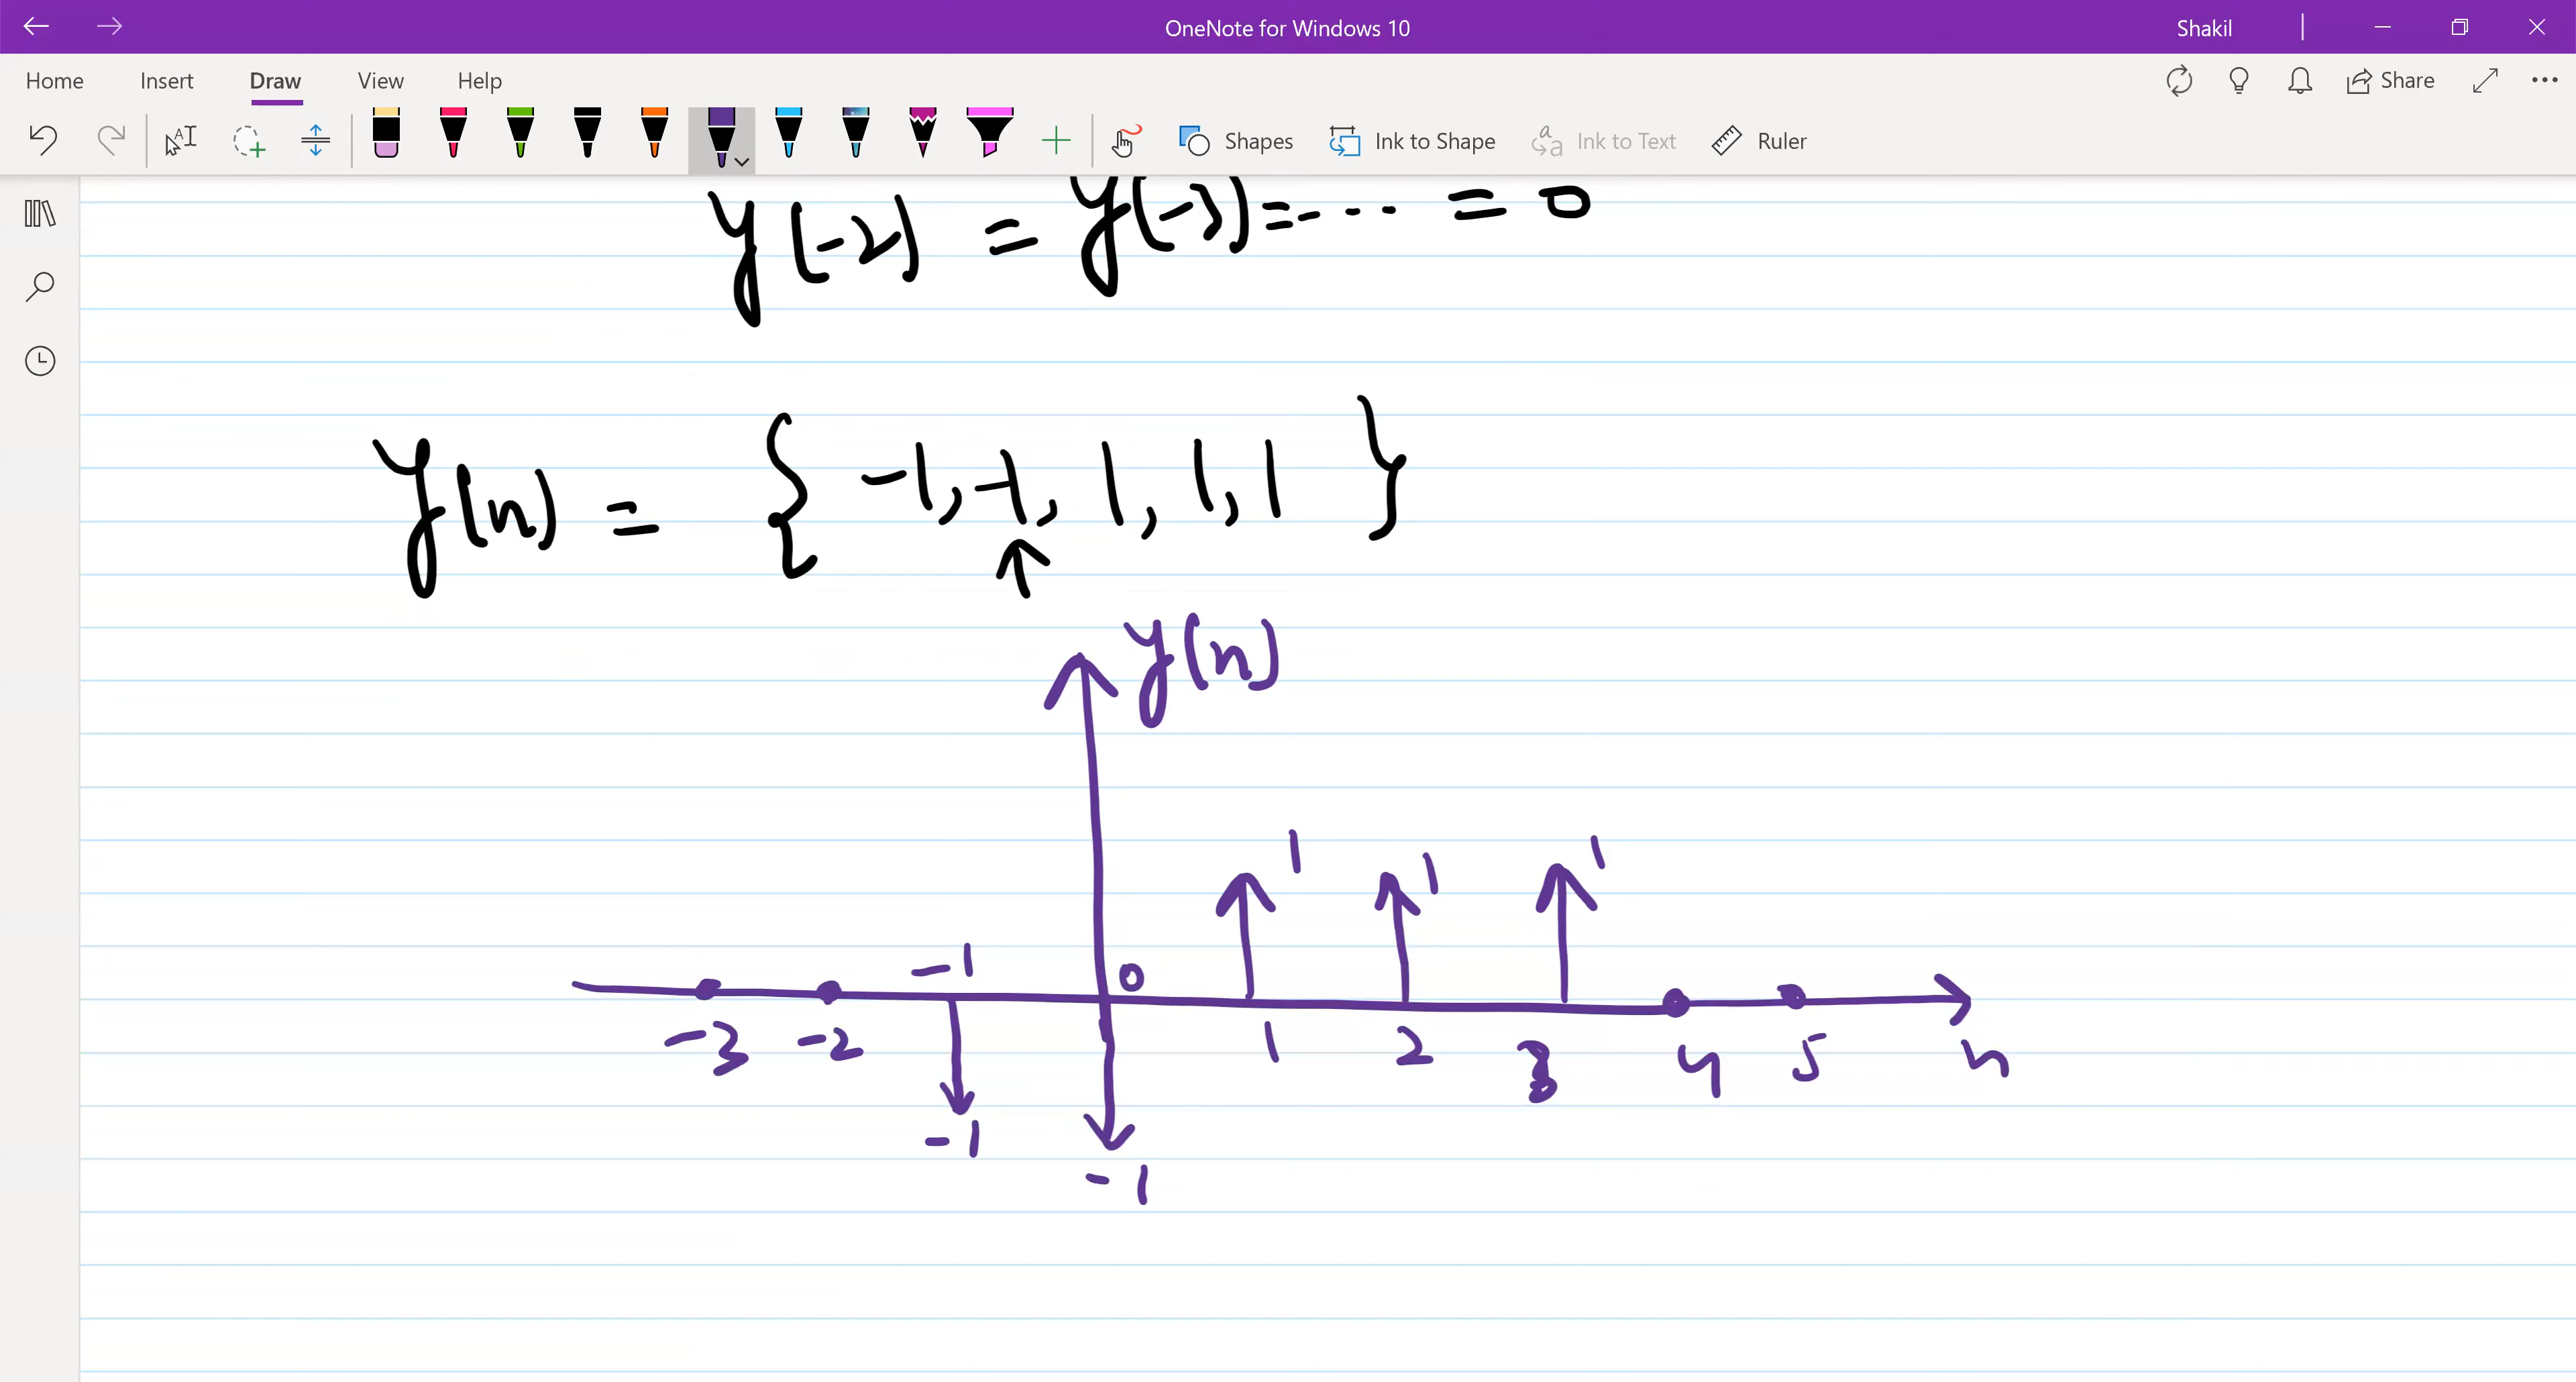 OneNote for Windows 10
Shakil
Home Insert Draw View Help
Share
Shapes Ink to Shape Ink to Text Ruler
y(-2) = y(-3)=---- = 0
y(n) = { -1, -1, 1, 1, 1 }
↑
y(n)
1 1 1
-1 0
-3 -2 1 2 3 4 5 n
-1
-1